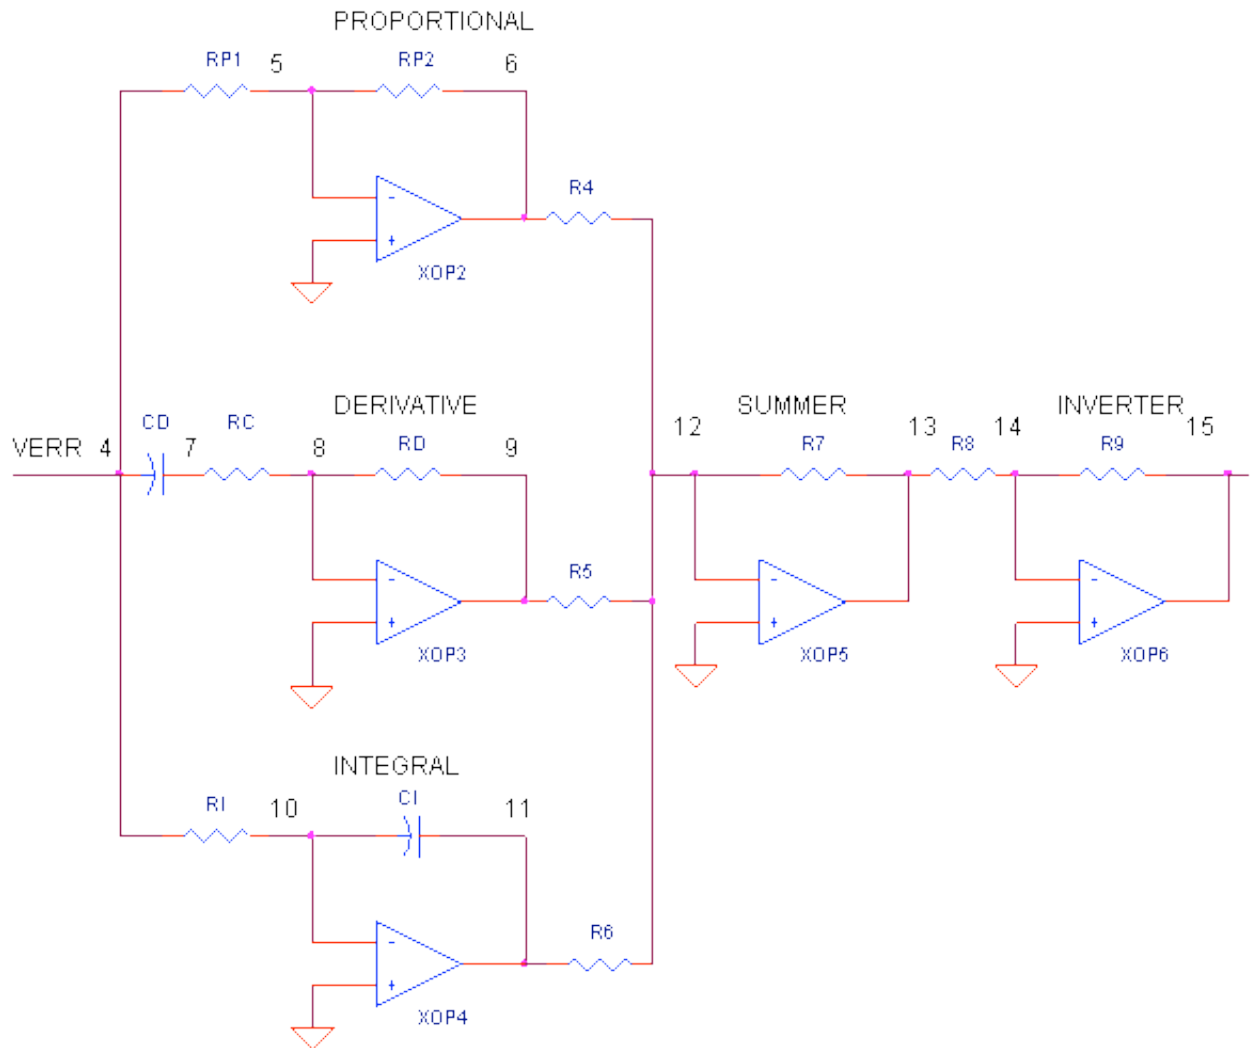 PROPORTIONAL
RP1 5 RP2 6
R4
-
+
XOP2
DERIVATIVE SUMMER INVERTER
VERR 4 CD 7 RC 8 RD 9 12 R7 13 R8 14 R9 15
R5
- - -
+ + +
XOP3 XOP5 XOP6
INTEGRAL
RI 10 CI 11
R6
-
+
XOP4